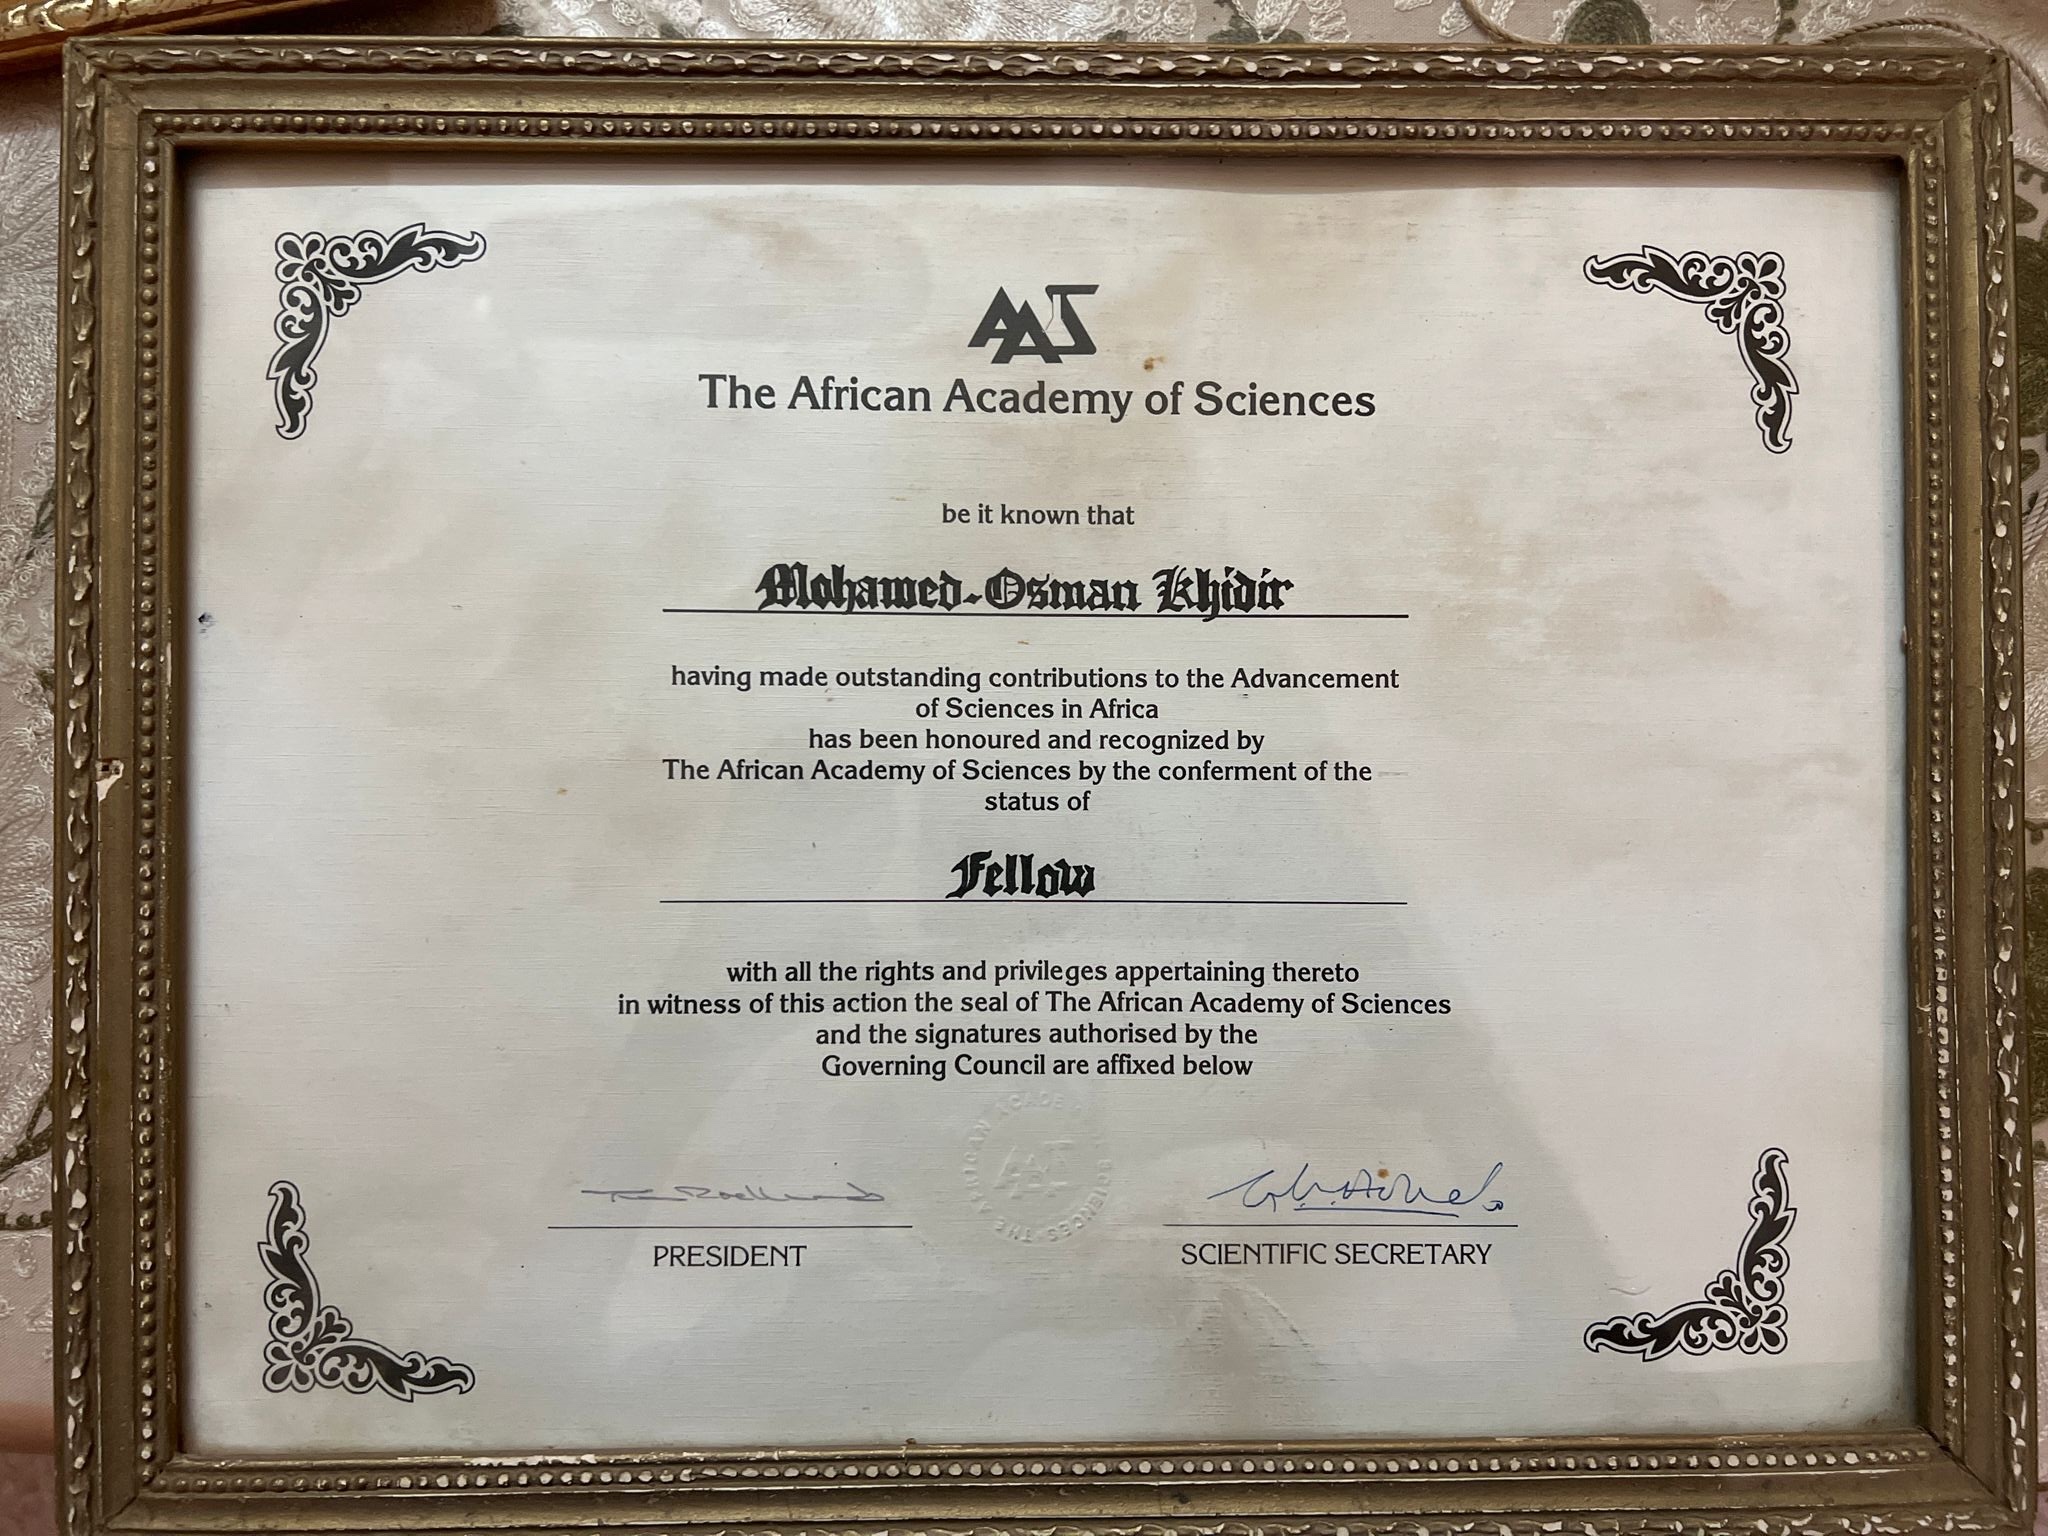 AAS
The African Academy of Sciences
be it known that
Mohamed-Osman Khidir
having made outstanding contributions to the Advancement
of Sciences in Africa
has been honoured and recognized by
The African Academy of Sciences by the conferment of the
status of
Fellow
with all the rights and privileges appertaining thereto
in witness of this action the seal of The African Academy of Sciences
and the signatures authorised by the
Governing Council are affixed below
PRESIDENT
SCIENTIFIC SECRETARY